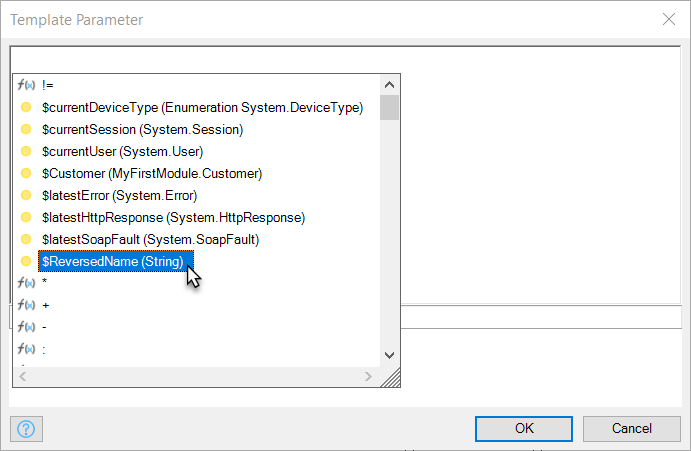 Template Parameter
f(x) !=
$currentDeviceType (Enumeration System.DeviceType)
$currentSession (System.Session)
$currentUser (System.User)
$Customer (MyFirstModule.Customer)
$latestError (System.Error)
$latestHttpResponse (System.HttpResponse)
$latestSoapFault (System.SoapFault)
$ReversedName (String)
f(x) *
f(x) +
f(x) -
f(x) :
?
OK
Cancel